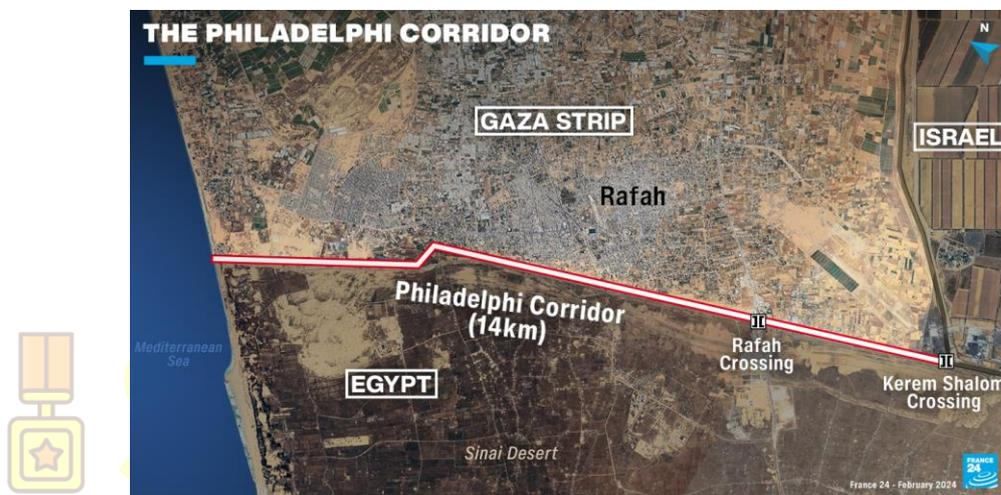 THE PHILADELPHI CORRIDOR
N
GAZA STRIP
ISRAEL
Rafah
Philadelphi Corridor
(14km)
Mediterranean
Sea
Rafah
Crossing
Kerem Shalom
Crossing
EGYPT
Sinai Desert
France 24 - February 2024
FRANCE
24